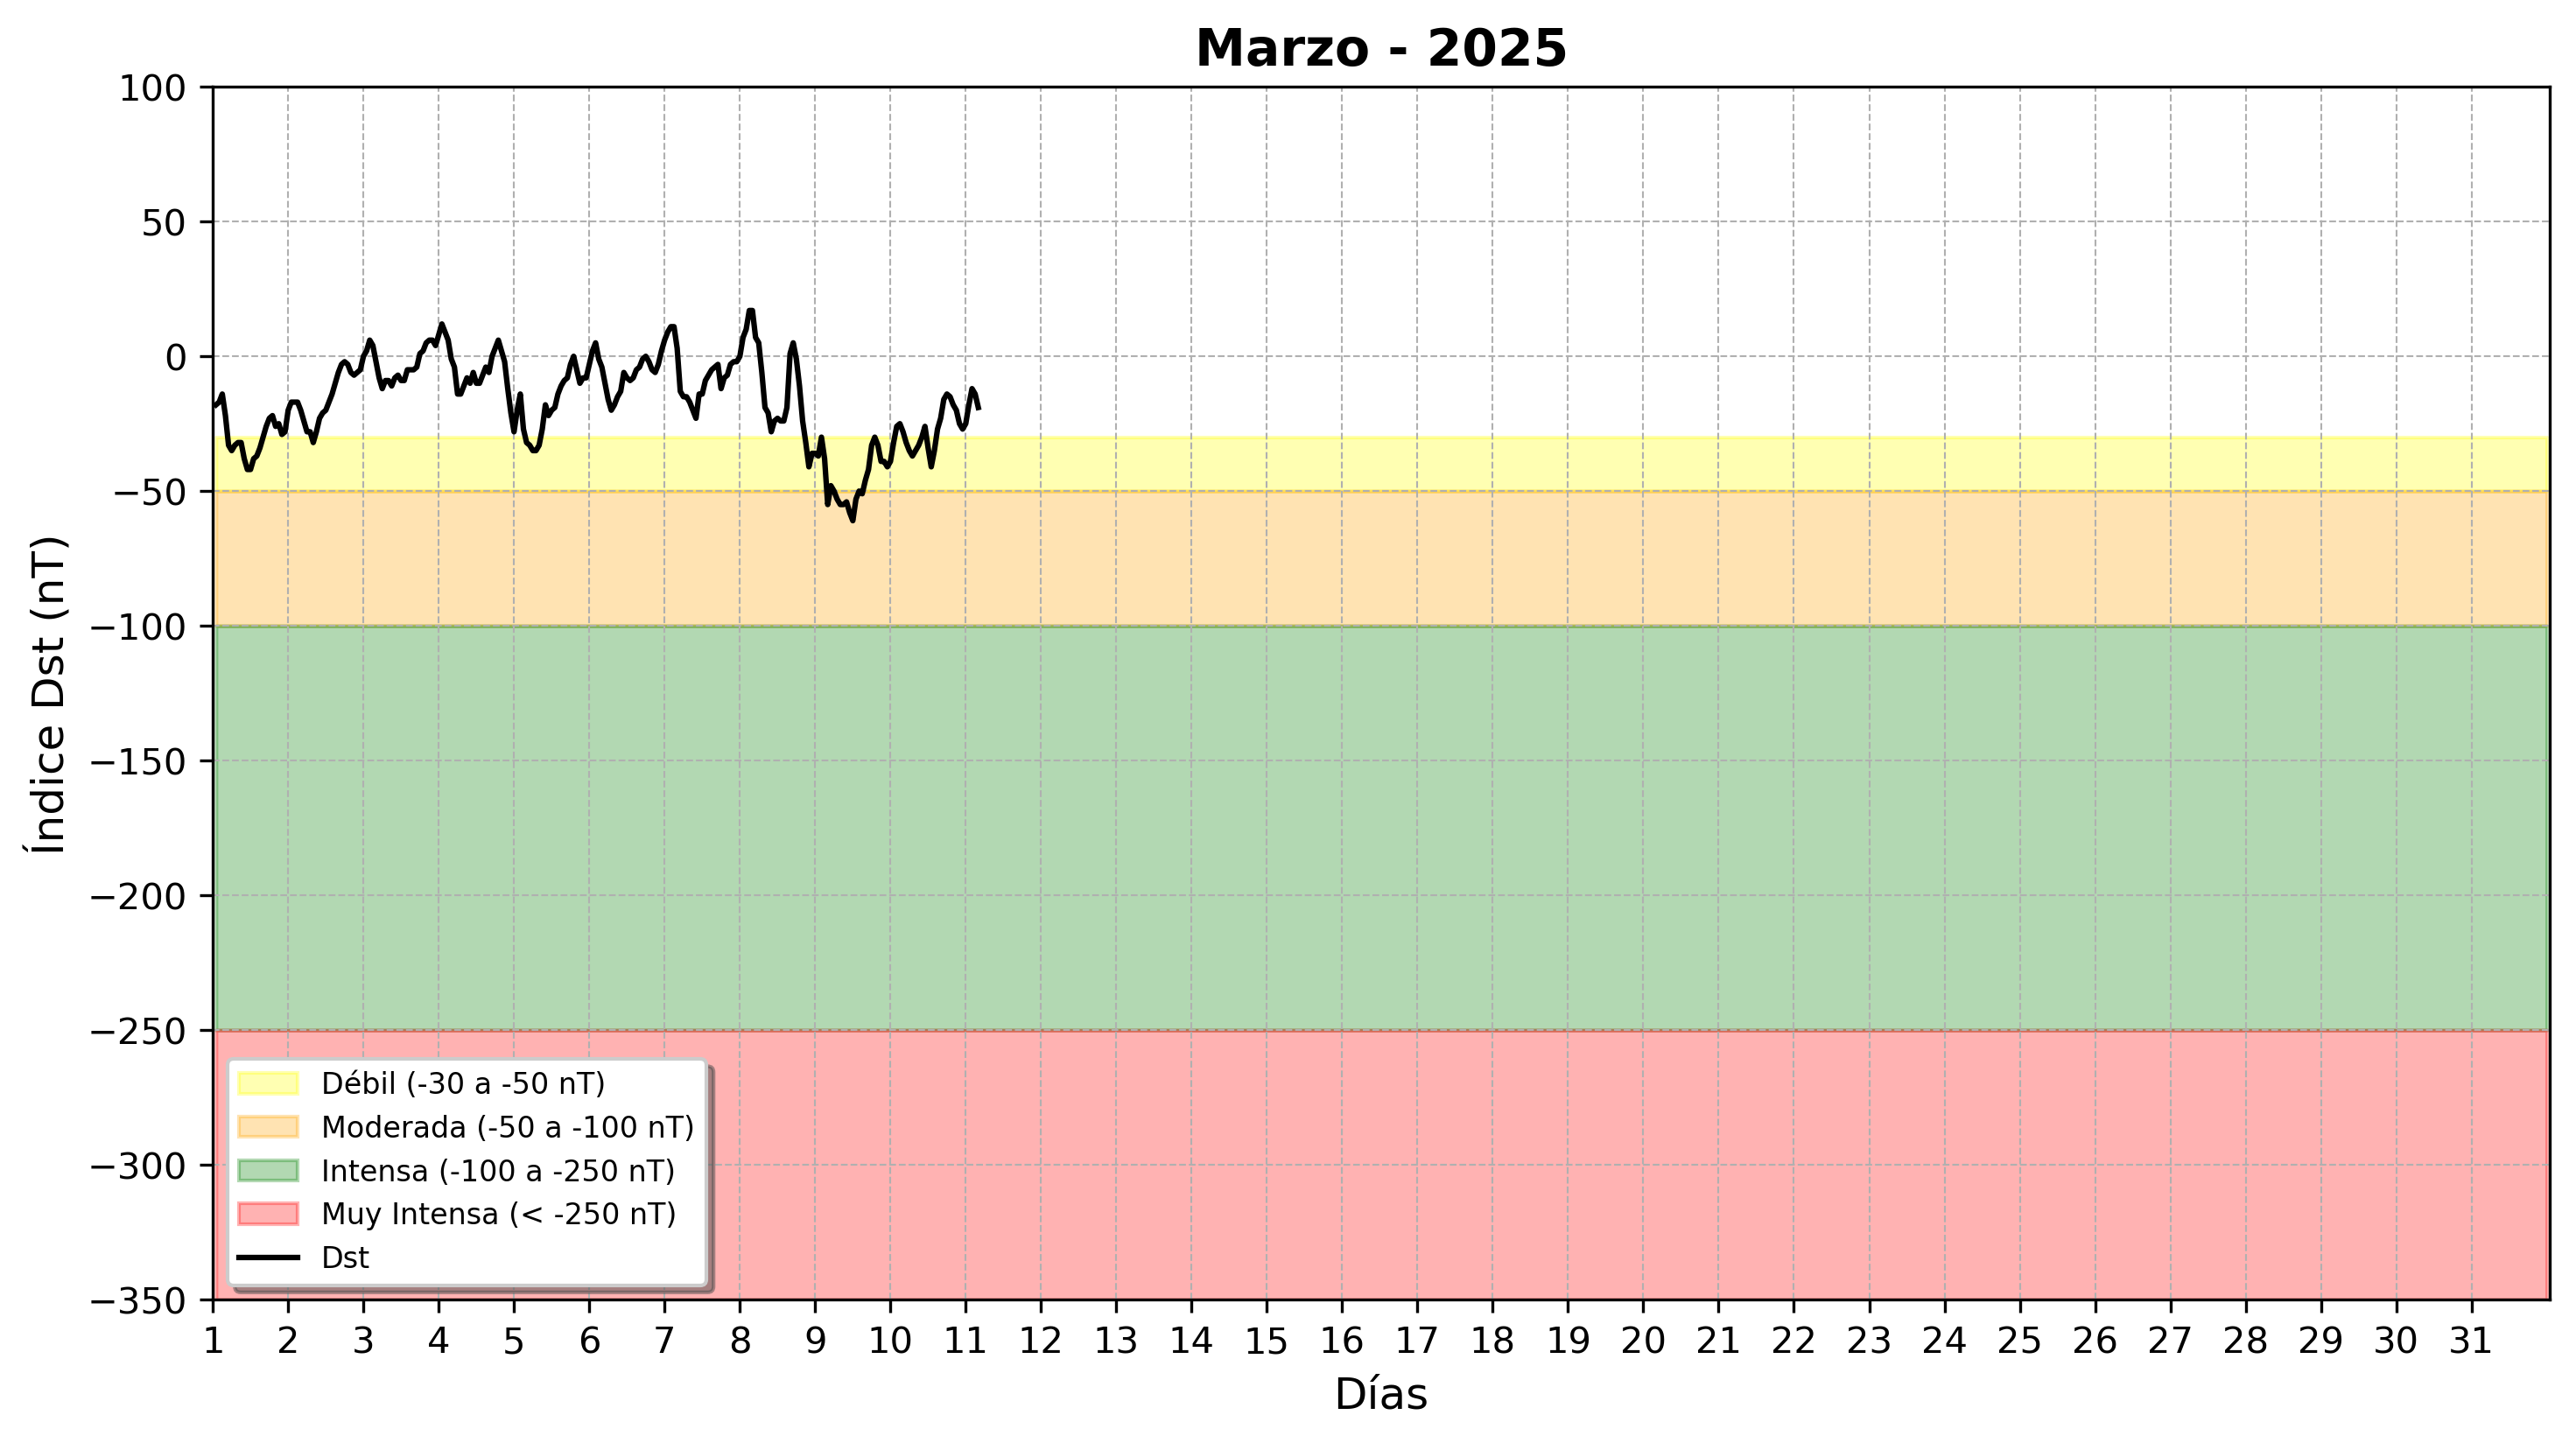 Marzo - 2025
100
50
0
−50
−100
−150
−200
−250
−300
−350
Índice Dst (nT)
Débil (-30 a -50 nT)
Moderada (-50 a -100 nT)
Intensa (-100 a -250 nT)
Muy Intensa (< -250 nT)
Dst
1 2 3 4 5 6 7 8 9 10 11 12 13 14 15 16 17 18 19 20 21 22 23 24 25 26 27 28 29 30 31
Días